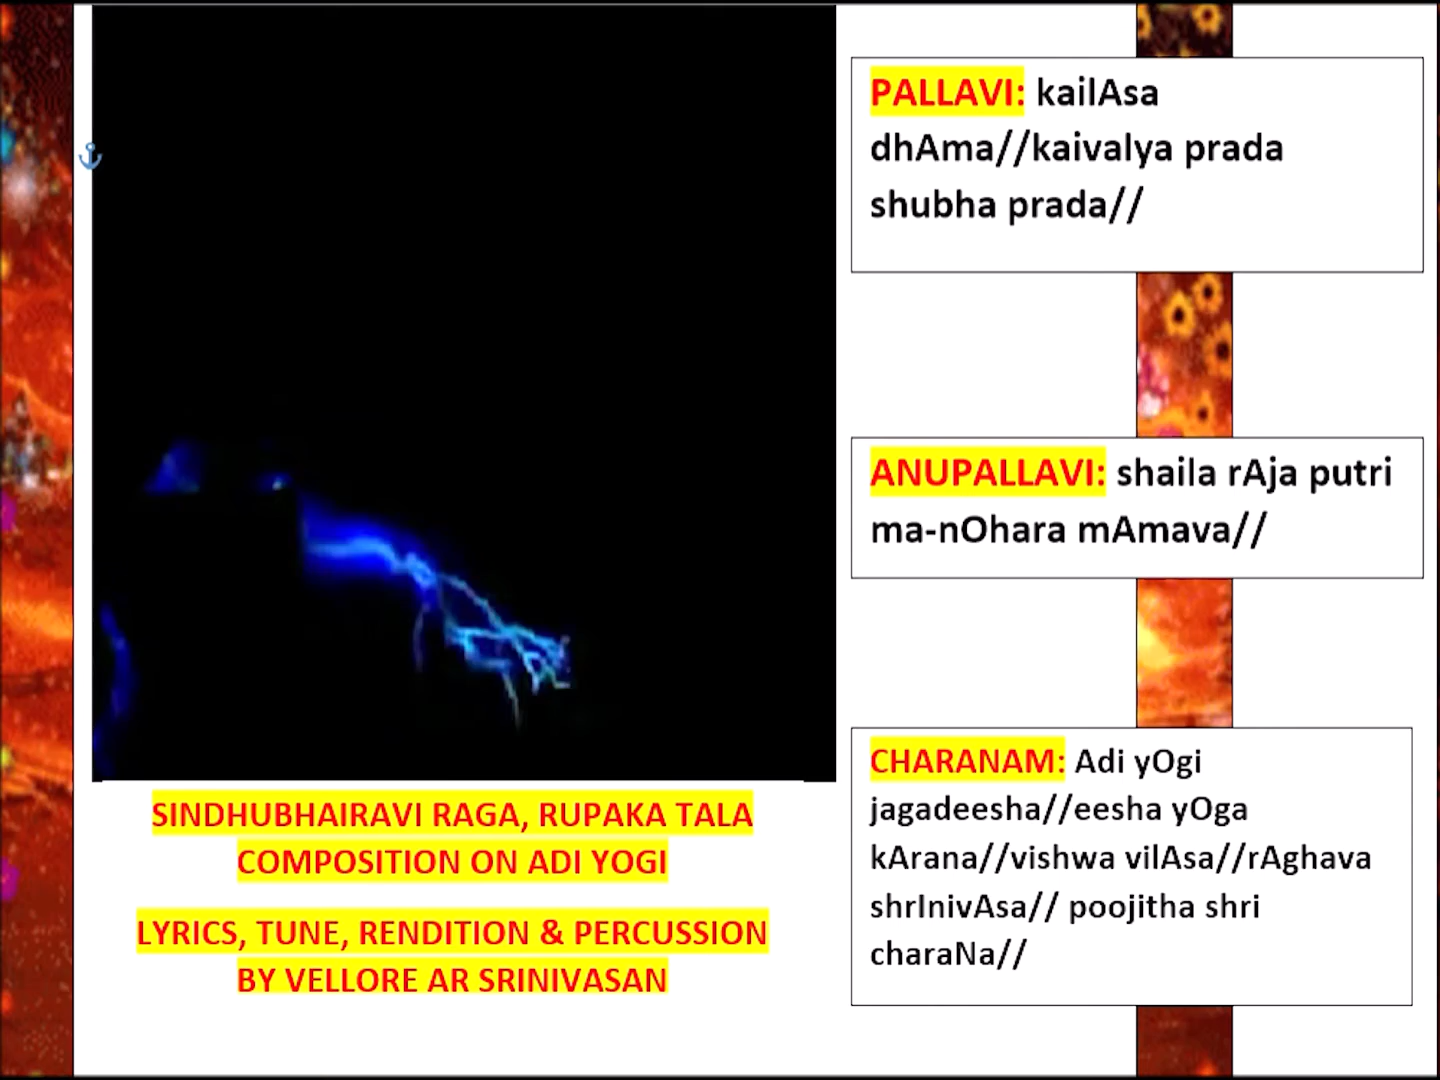 PALLAVI: kailAsa
dhAma//kaivalya prada
shubha prada//
ANUPALLAVI: shaila rAja putri
ma-nOhara mAmava//
CHARANAM: Adi yOgi
jagadeesha//eesha yOga
kArana//vishwa vilAsa//rAghava
shrInivAsa// poojitha shri
charaNa//
SINDHUBHAIRAVI RAGA, RUPAKA TALA
COMPOSITION ON ADI YOGI
LYRICS, TUNE, RENDITION & PERCUSSION
BY VELLORE AR SRINIVASAN